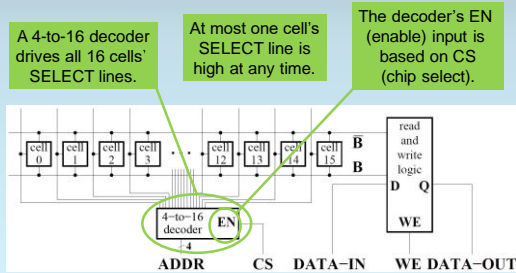 A 4-to-16 decoder
drives all 16 cells'
SELECT lines.
At most one cell's
SELECT line is
high at any time.
The decoder's EN
(enable) input is
based on CS
(chip select).
cell
0
cell
1
cell
2
cell
3
cell
12
cell
13
cell
14
cell
15
B̅
B
read
and
write
logic
D Q
WE
4-to-16
decoder
EN
4
ADDR CS DATA-IN WE DATA-OUT